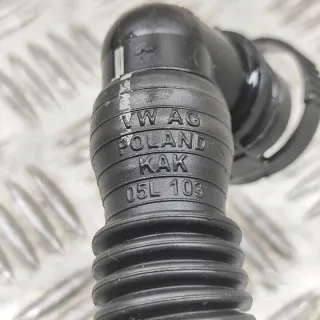 VW AG
POLAND
KAK
05L 103